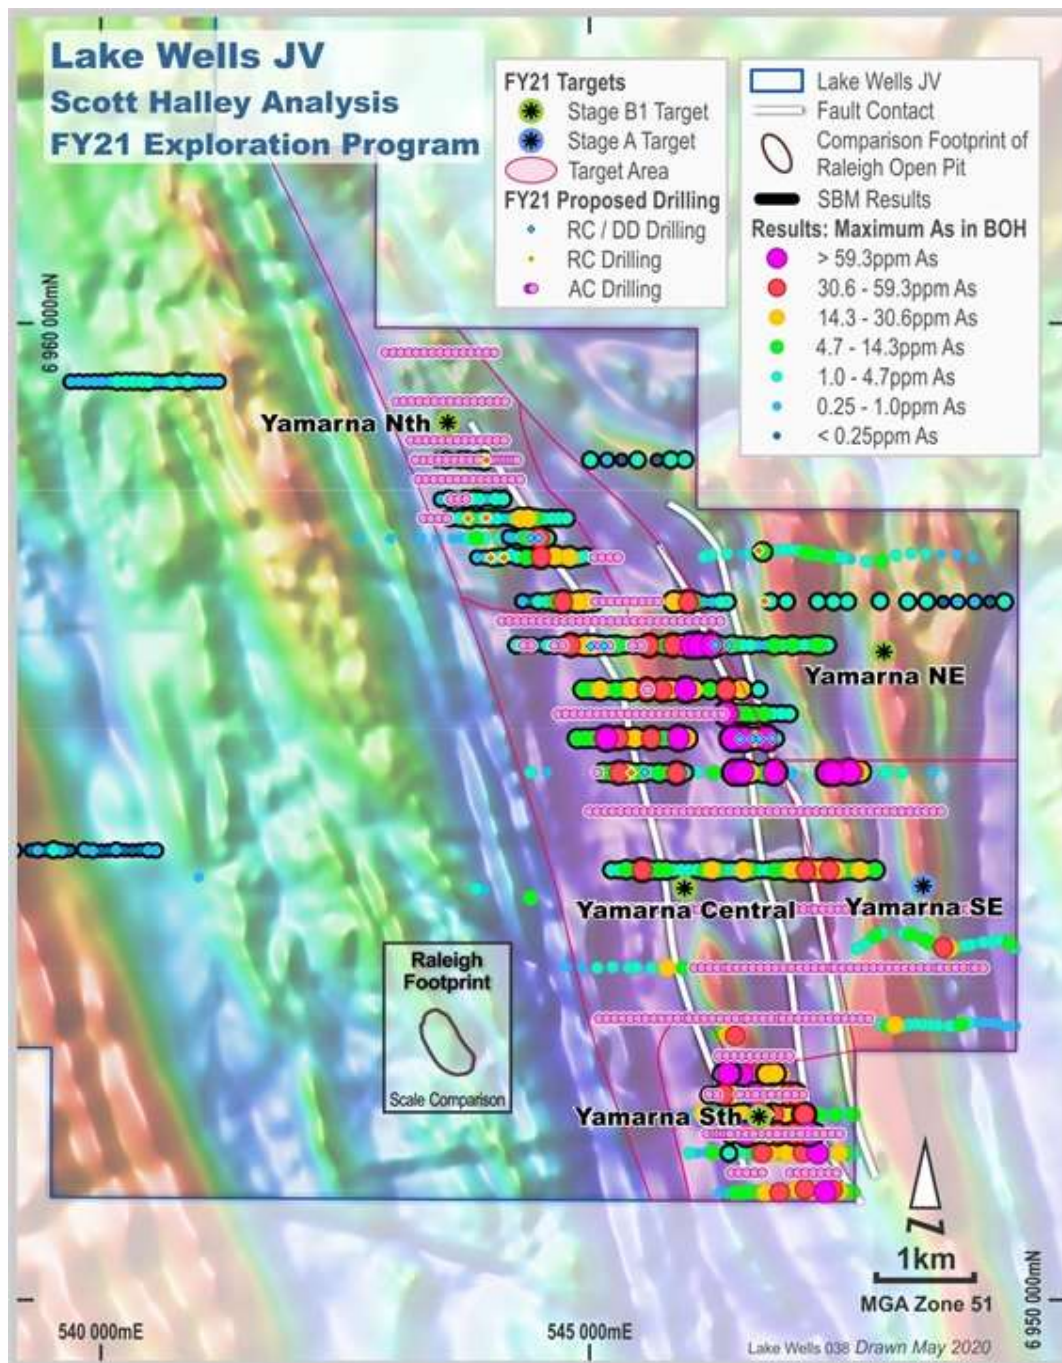 Lake Wells JV
Scott Halley Analysis
FY21 Exploration Program
FY21 Targets
Stage B1 Target
Stage A Target
Target Area
FY21 Proposed Drilling
RC / DD Drilling
RC Drilling
AC Drilling
Lake Wells JV
Fault Contact
Comparison Footprint of
Raleigh Open Pit
SBM Results
Results: Maximum As in BOH
> 59.3ppm As
30.6 - 59.3ppm As
14.3 - 30.6ppm As
4.7 - 14.3ppm As
1.0 - 4.7ppm As
0.25 - 1.0ppm As
< 0.25ppm As
6 960 000mN
Yamarna Nth
Yamarna NE
Yamarna Central
Yamarna SE
Raleigh
Footprint
Scale Comparison
Yamarna Sth
N
1km
MGA Zone 51
6 950 000mN
540 000mE
545 000mE
Lake Wells 038 Drawn May 2020